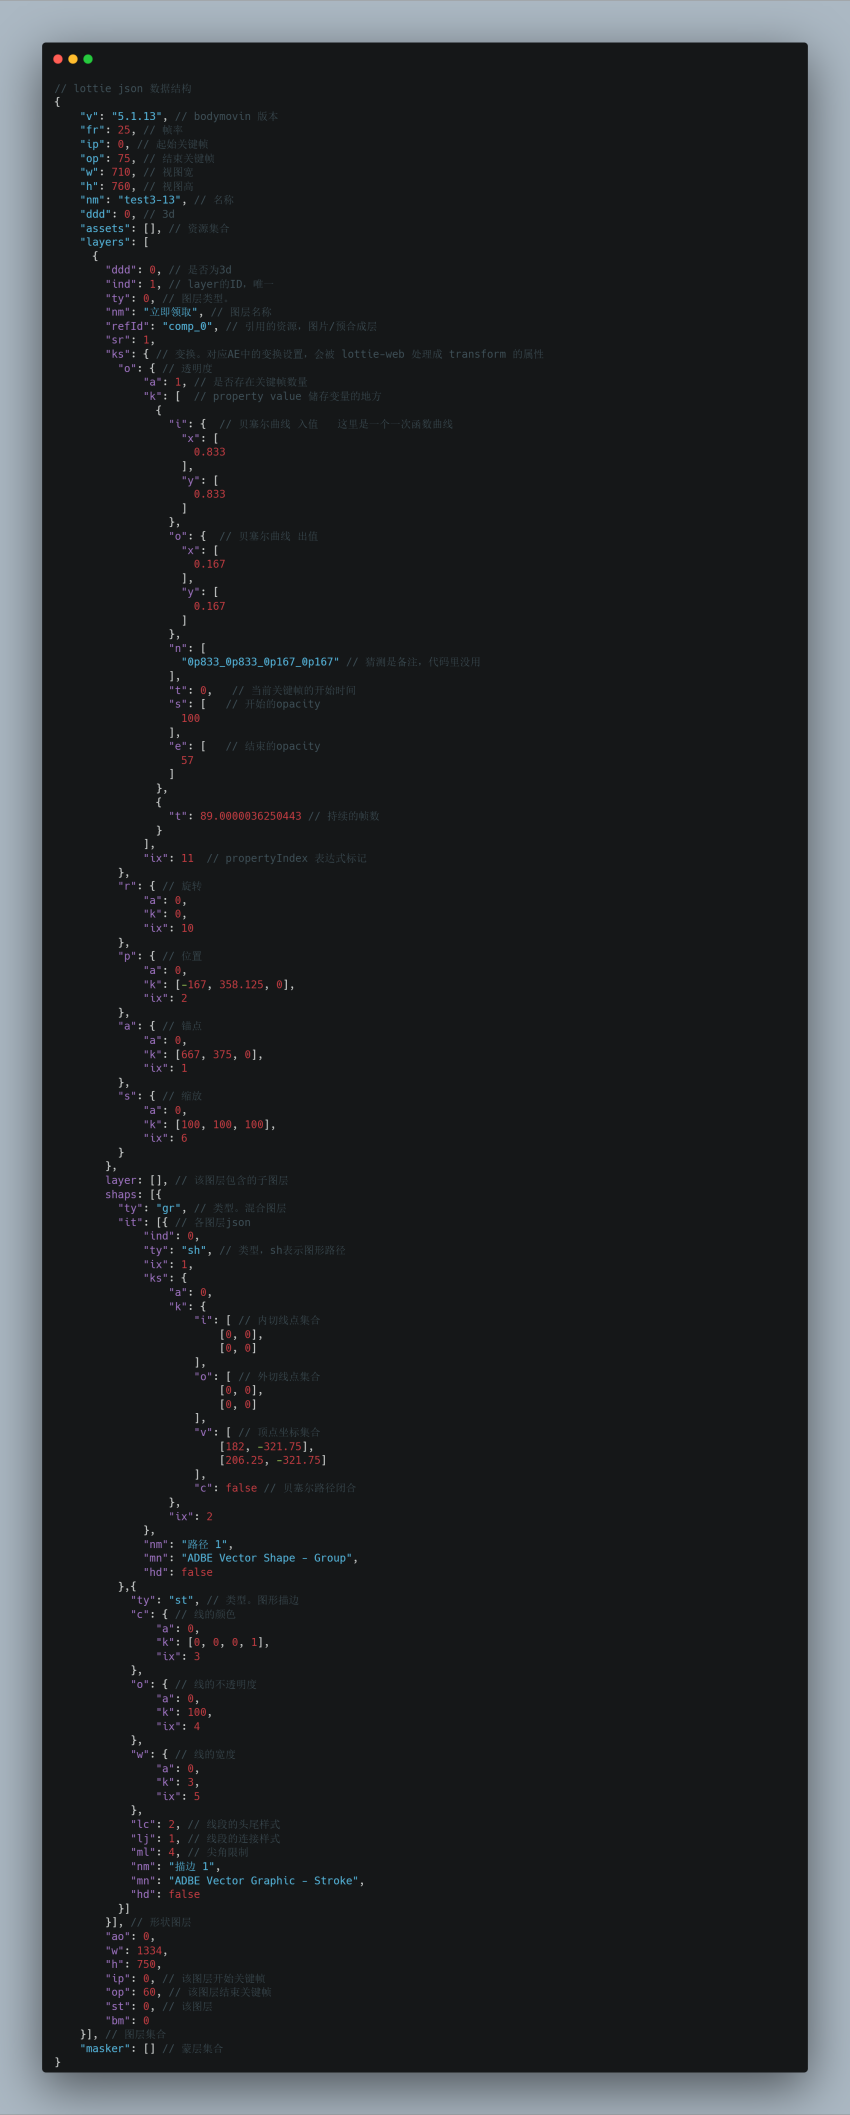 // lottie json 数据结构
{
    "v": "5.1.13", // bodymovin 版本
    "fr": 25, // 帧率
    "ip": 0, // 起始关键帧
    "op": 75, // 结束关键帧
    "w": 710, // 视图宽
    "h": 760, // 视图高
    "nm": "test3-13", // 名称
    "ddd": 0, // 3d
    "assets": [], // 资源集合
    "layers": [
      {
        "ddd": 0, // 是否为3d
        "ind": 1, // layer的ID，唯一
        "ty": 0, // 图层类型。
        "nm": "立即领取", // 图层名称
        "refId": "comp_0", // 引用的资源，图片/预合成层
        "sr": 1,
        "ks": { // 变换。对应AE中的变换设置，会被 lottie-web 处理成 transform 的属性
          "o": { // 透明度
              "a": 1, // 是否存在关键帧数量
              "k": [  // property value 储存变量的地方
                {
                  "i": {  // 贝塞尔曲线 入值   这里是一个一次函数曲线
                    "x": [
                      0.833
                    ],
                    "y": [
                      0.833
                    ]
                  },
                  "o": {  // 贝塞尔曲线 出值
                    "x": [
                      0.167
                    ],
                    "y": [
                      0.167
                    ]
                  },
                  "n": [
                    "0p833_0p833_0p167_0p167" // 猜测是备注，代码里没用
                  ],
                  "t": 0,   // 当前关键帧的开始时间
                  "s": [   // 开始的opacity
                    100
                  ],
                  "e": [   // 结束的opacity
                    57
                  ]
                },
                {
                  "t": 89.0000036250443 // 持续的帧数
                }
              ],
              "ix": 11  // propertyIndex 表达式标记
          },
          "r": { // 旋转
              "a": 0,
              "k": 0,
              "ix": 10
          },
          "p": { // 位置
              "a": 0,
              "k": [-167, 358.125, 0],
              "ix": 2
          },
          "a": { // 锚点
              "a": 0,
              "k": [667, 375, 0],
              "ix": 1
          },
          "s": { // 缩放
              "a": 0,
              "k": [100, 100, 100],
              "ix": 6
          }
        },
        layer: [], // 该图层包含的子图层
        shaps: [{
          "ty": "gr", // 类型。混合图层
          "it": [{ // 各图层json
              "ind": 0,
              "ty": "sh", // 类型，sh表示图形路径
              "ix": 1,
              "ks": {
                  "a": 0,
                  "k": {
                      "i": [ // 内切线点集合
                          [0, 0],
                          [0, 0]
                      ],
                      "o": [ // 外切线点集合
                          [0, 0],
                          [0, 0]
                      ],
                      "v": [ // 顶点坐标集合
                          [182, -321.75],
                          [206.25, -321.75]
                      ],
                      "c": false // 贝塞尔路径闭合
                  },
                  "ix": 2
              },
              "nm": "路径 1",
              "mn": "ADBE Vector Shape - Group",
              "hd": false
          },{
            "ty": "st", // 类型。图形描边
            "c": { // 线的颜色
                "a": 0,
                "k": [0, 0, 0, 1],
                "ix": 3
            },
            "o": { // 线的不透明度
                "a": 0,
                "k": 100,
                "ix": 4
            },
            "w": { // 线的宽度
                "a": 0,
                "k": 3,
                "ix": 5
            },
            "lc": 2, // 线段的头尾样式
            "lj": 1, // 线段的连接样式
            "ml": 4, // 尖角限制
            "nm": "描边 1",
            "mn": "ADBE Vector Graphic - Stroke",
            "hd": false
          }]
        }], // 形状图层
        "ao": 0,
        "w": 1334,
        "h": 750,
        "ip": 0, // 该图层开始关键帧
        "op": 60, // 该图层结束关键帧
        "st": 0, // 该图层
        "bm": 0
    }], // 图层集合
    "masker": [] // 蒙层集合
}